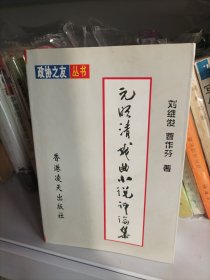 政协之友丛书
刘继俊 曹作芬 著
元明清戏曲小说评论集
香港凌天出版社